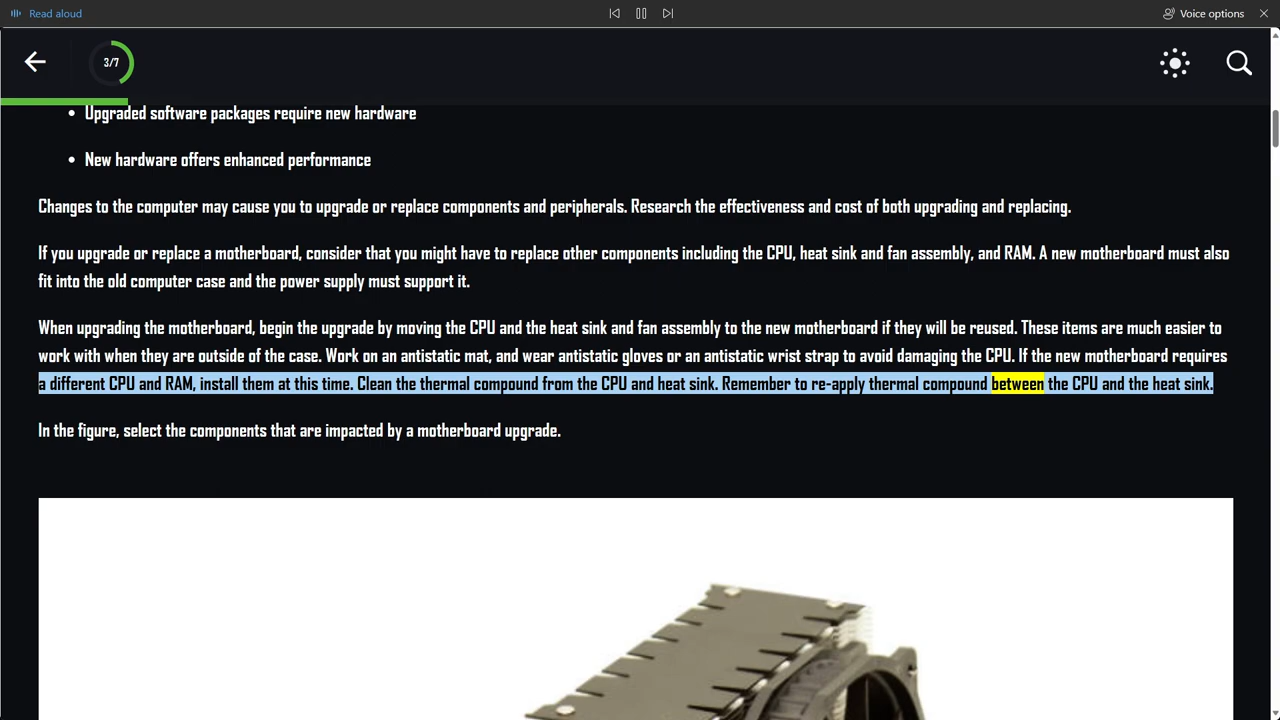 Read aloud
Voice options
3/7
• Upgraded software packages require new hardware
• New hardware offers enhanced performance
Changes to the computer may cause you to upgrade or replace components and peripherals. Research the effectiveness and cost of both upgrading and replacing.
If you upgrade or replace a motherboard, consider that you might have to replace other components including the CPU, heat sink and fan assembly, and RAM. A new motherboard must also
fit into the old computer case and the power supply must support it.
When upgrading the motherboard, begin the upgrade by moving the CPU and the heat sink and fan assembly to the new motherboard if they will be reused. These items are much easier to
work with when they are outside of the case. Work on an antistatic mat, and wear antistatic gloves or an antistatic wrist strap to avoid damaging the CPU. If the new motherboard requires
a different CPU and RAM, install them at this time. Clean the thermal compound from the CPU and heat sink. Remember to re-apply thermal compound between the CPU and the heat sink.
In the figure, select the components that are impacted by a motherboard upgrade.